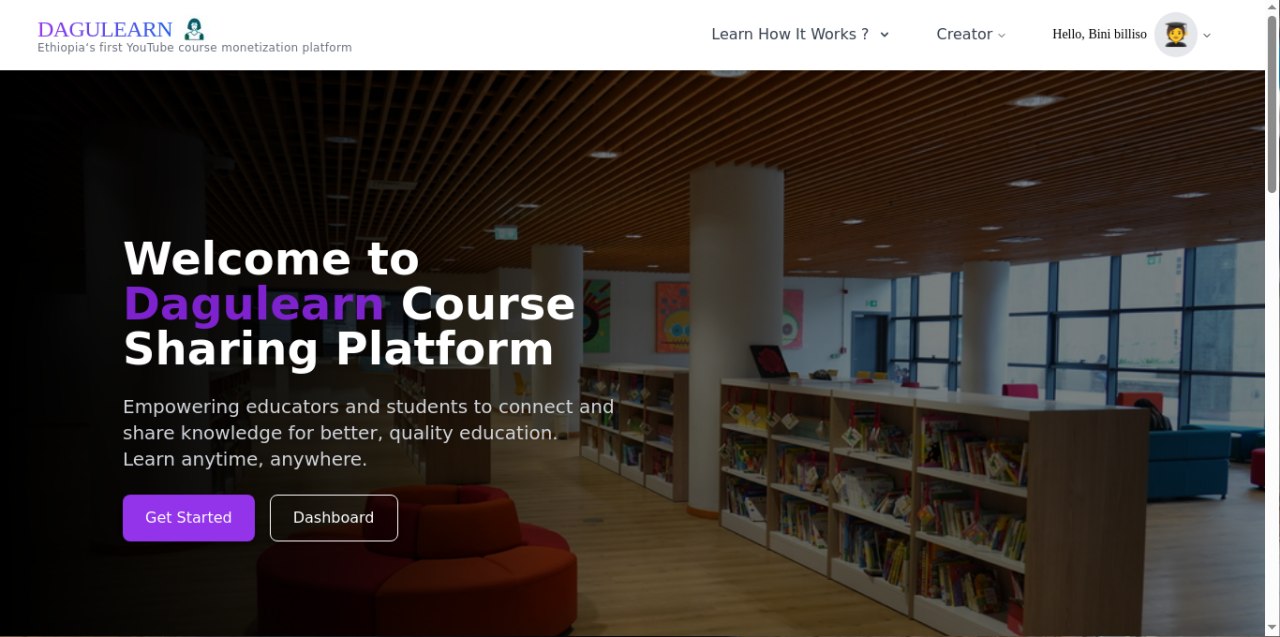 DAGULEARN
Ethiopia's first YouTube course monetization platform
Learn How It Works ?
Creator
Hello, Bini billiso
Welcome to
Dagulearn Course
Sharing Platform
Empowering educators and students to connect and
share knowledge for better, quality education.
Learn anytime, anywhere.
Get Started
Dashboard